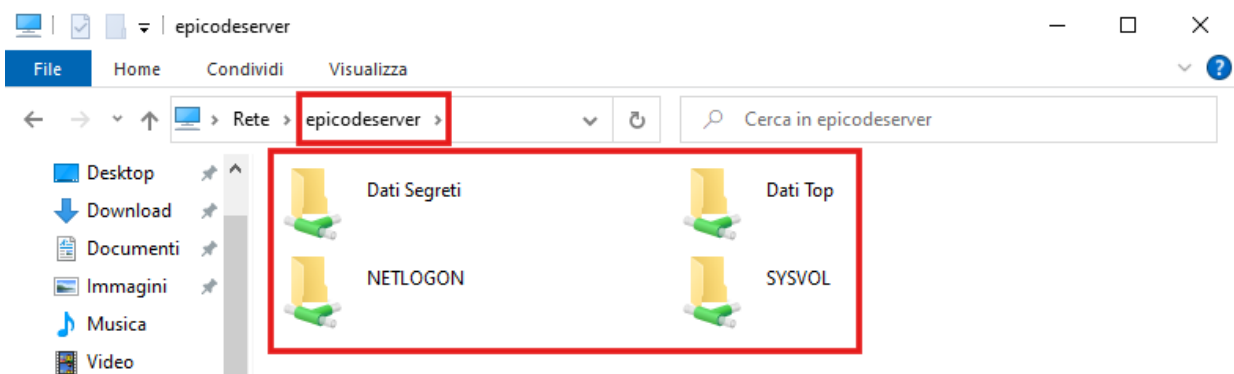 epicodeserver
File Home Condividi Visualizza
Rete epicodeserver Cerca in epicodeserver
Desktop
Download
Documenti
Immagini
Musica
Video
Dati Segreti Dati Top
NETLOGON SYSVOL